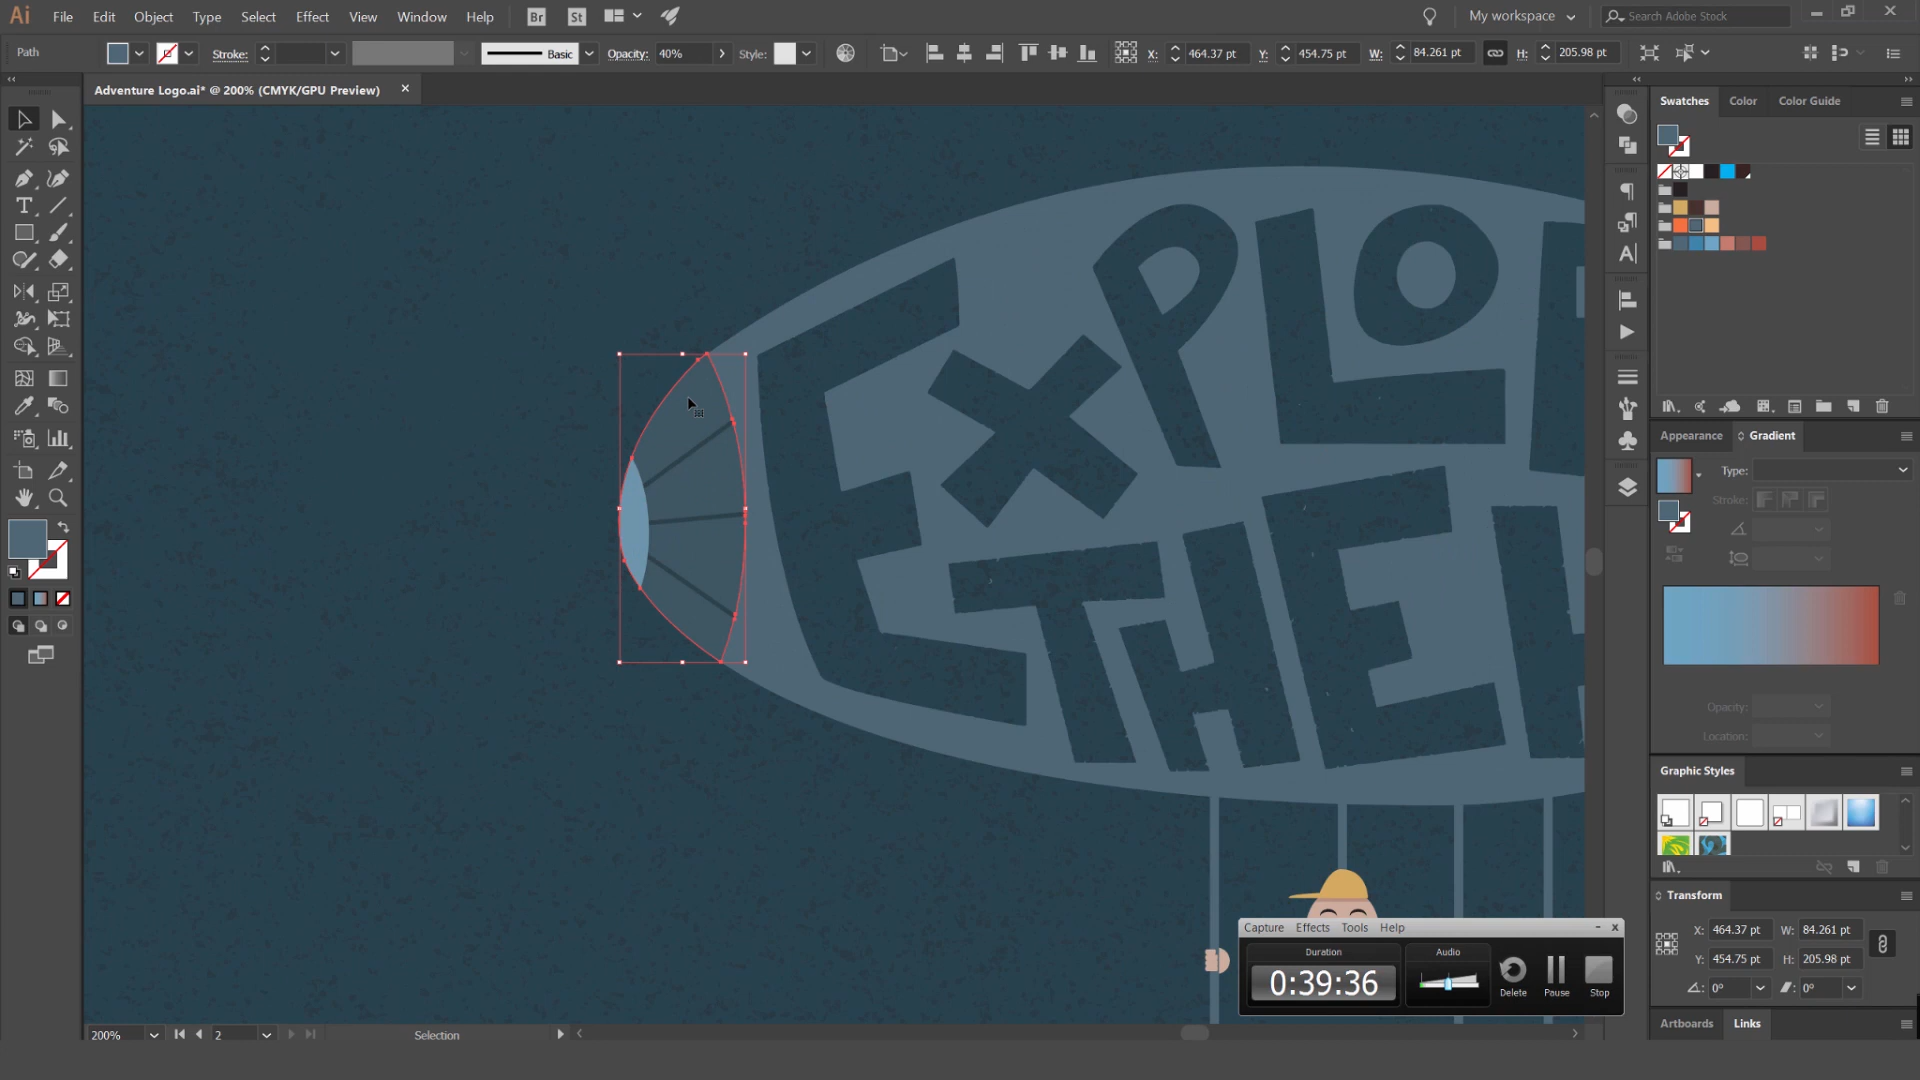 Ai File Edit Object Type Select Effect View Window Help Br St My workspace Search Adobe Stock
Path Stroke: Basic Opacity: 40% Style: X: 464.37 pt Y: 454.75 pt W: 84.261 pt H: 205.98 pt
Adventure Logo.ai* @ 200% (CMYK/GPU Preview)
Swatches Color Color Guide
EXPLO
THE
Appearance Gradient
Type:
Stroke:
Opacity:
Location:
Graphic Styles
Transform
X: 464.37 pt W: 84.261 pt
Y: 454.75 pt H: 205.98 pt
0° 0°
Artboards Links
Capture Effects Tools Help
Duration Audio
0:39:36
Delete Pause Stop
200% 2 Selection